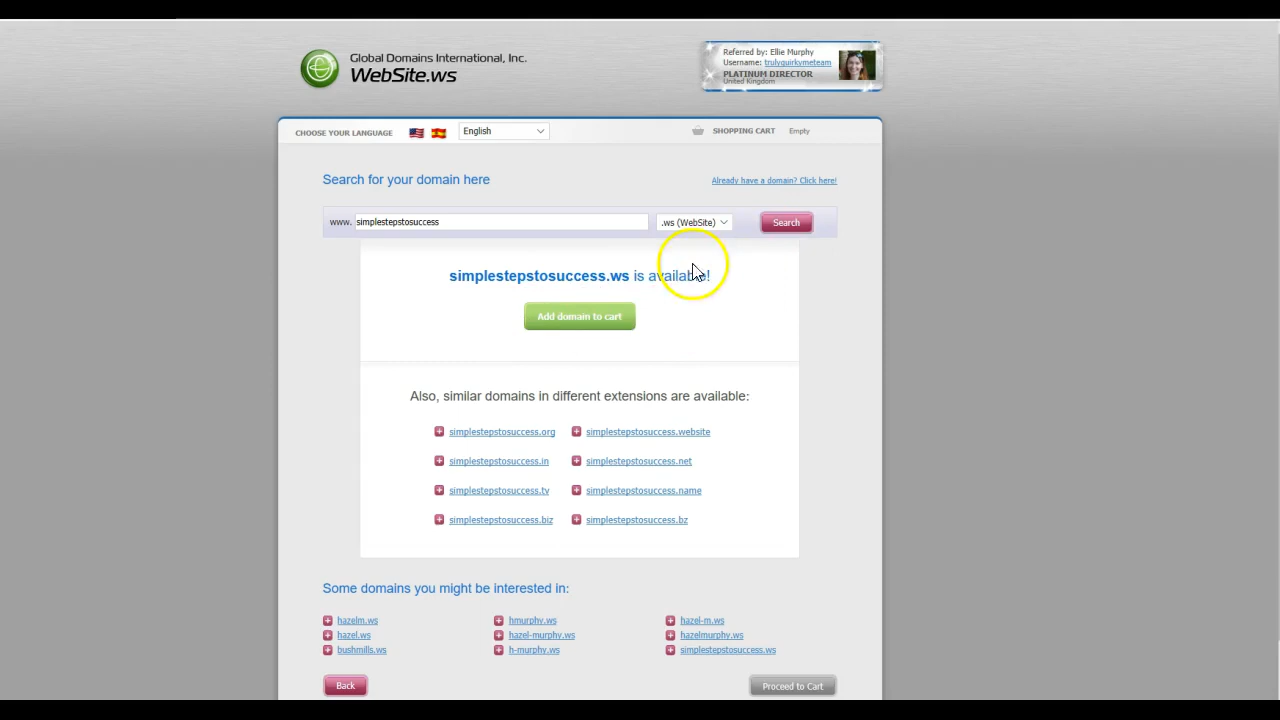 Global Domains International, Inc.
WebSite.ws
Referred by: Ellie Murphy
Username: trulyquirkymeteam
PLATINUM DIRECTOR
United Kingdom
CHOOSE YOUR LANGUAGE English SHOPPING CART Empty
Search for your domain here Already have a domain? Click here!
www. simplestepstosuccess .ws (WebSite) Search
simplestepstosuccess.ws is available!
Add domain to cart
Also, similar domains in different extensions are available:
simplestepstosuccess.org simplestepstosuccess.website
simplestepstosuccess.in simplestepstosuccess.net
simplestepstosuccess.tv simplestepstosuccess.name
simplestepstosuccess.biz simplestepstosuccess.bz
Some domains you might be interested in:
hazelm.ws hmurphy.ws hazel-m.ws
hazel.ws hazel-murphy.ws hazelmurphy.ws
bushmills.ws h-murphy.ws simplestepstosuccess.ws
Back Proceed to Cart